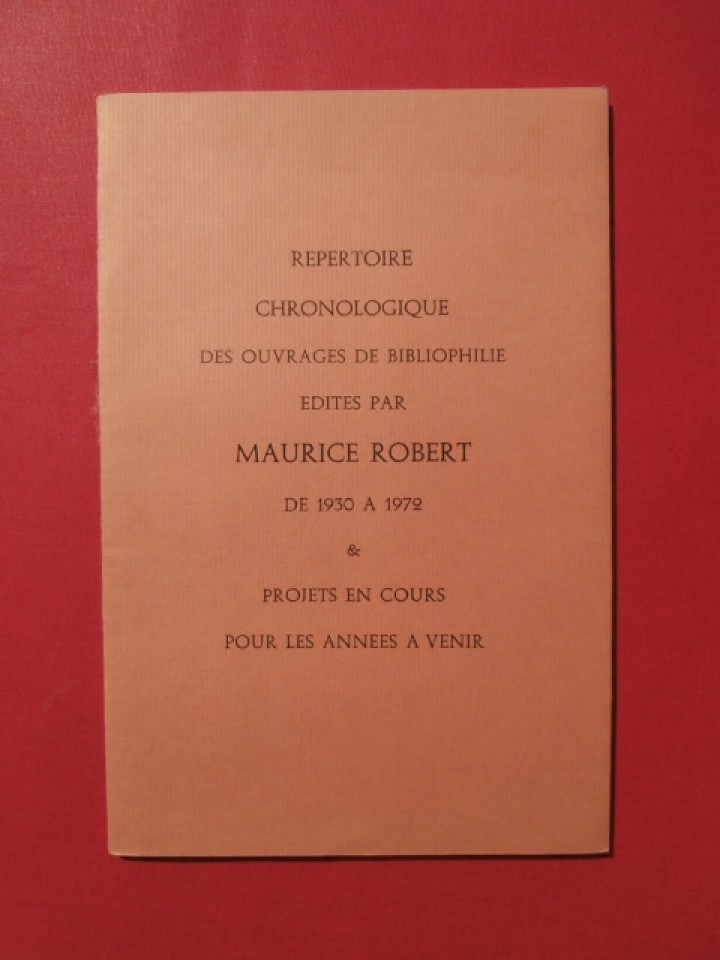 REPERTOIRE
CHRONOLOGIQUE
DES OUVRAGES DE BIBLIOPHILIE
EDITES PAR
MAURICE ROBERT
DE 1930 A 1972
&
PROJETS EN COURS
POUR LES ANNEES A VENIR